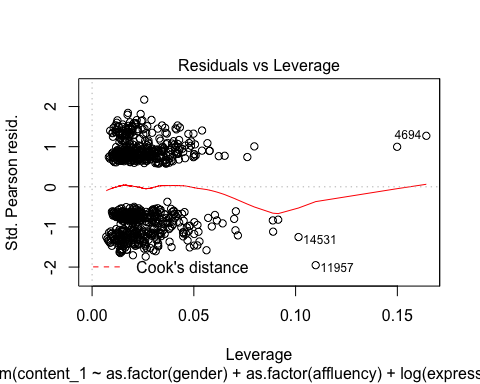 Residuals vs Leverage
Std. Pearson resid.
2
1
0
-1
-2
4694
14531
11957
Cook's distance
0.00 0.05 0.10 0.15
Leverage
m(content_1 ~ as.factor(gender) + as.factor(affluency) + log(express